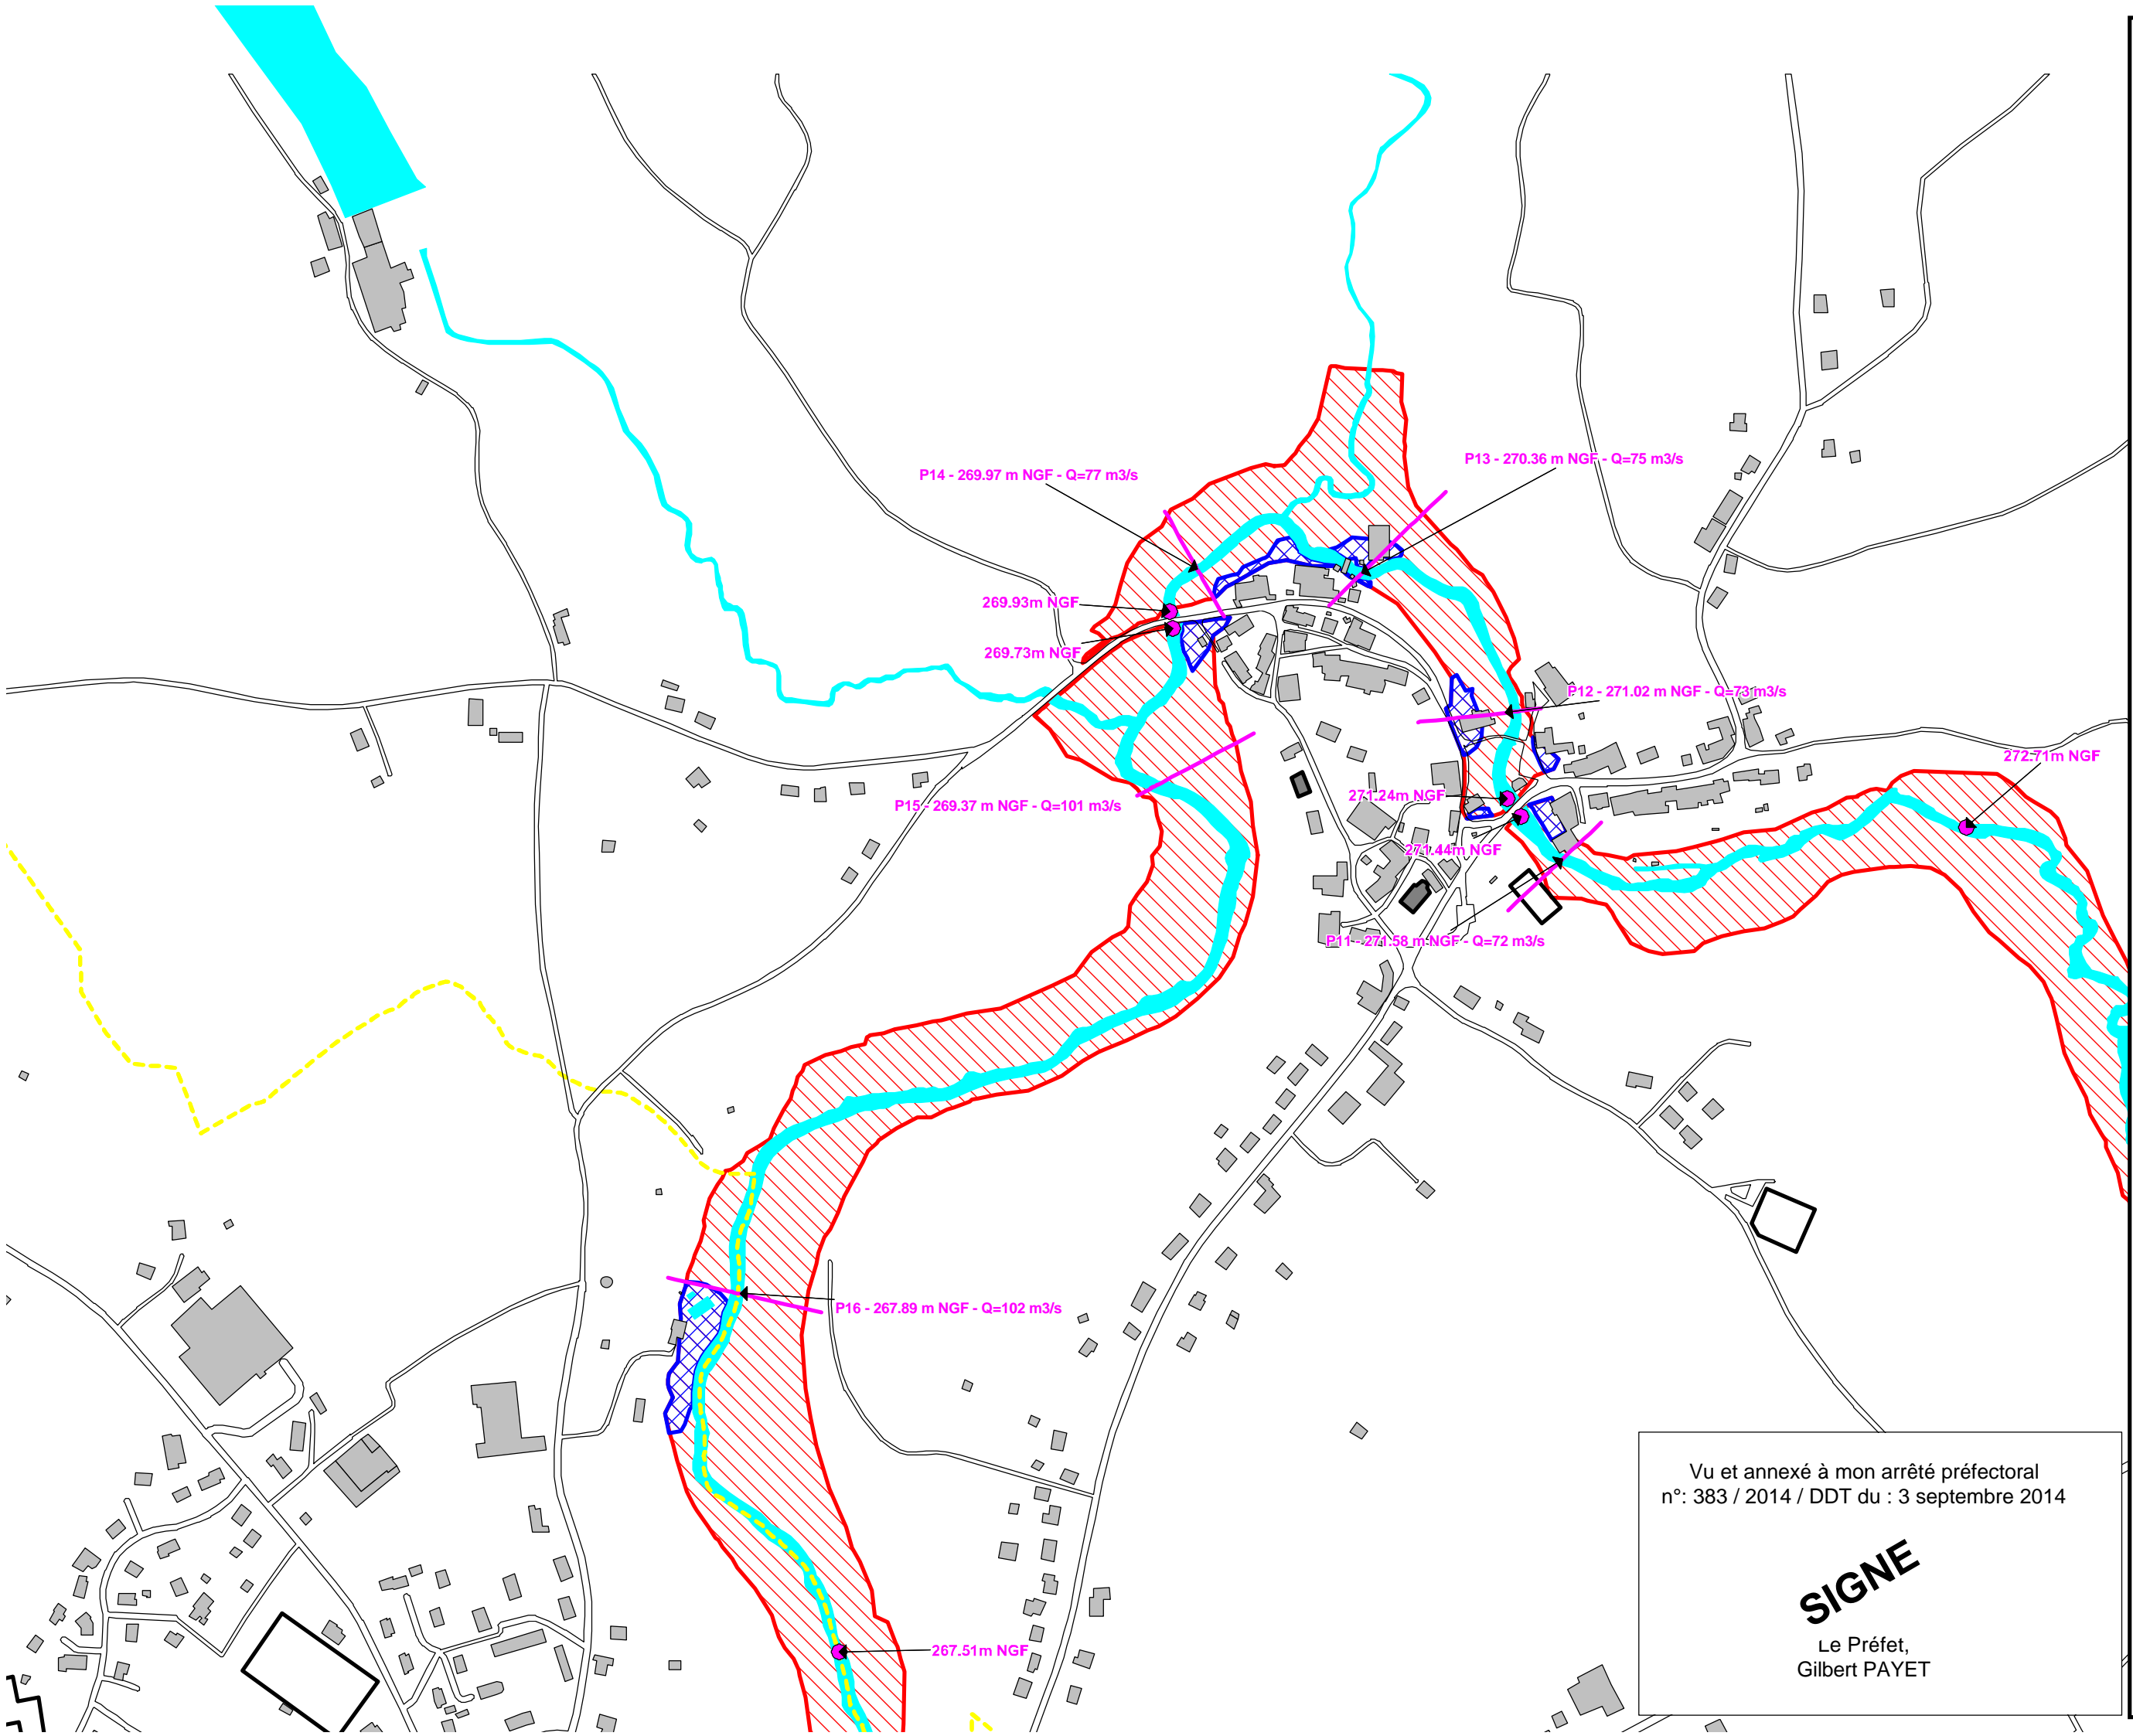 P13 - 270.36 m NGF - Q=75 m3/s
P14 - 269.97 m NGF - Q=77 m3/s
269.93m NGF
269.73m NGF
P12 - 271.02 m NGF - Q=73 m3/s
272.71m NGF
271.24m NGF
P15 - 269.37 m NGF - Q=101 m3/s
271.44m NGF
P11 - 271.58 m NGF - Q=72 m3/s
P16 - 267.89 m NGF - Q=102 m3/s
267.51m NGF
Vu et annexé à mon arrêté préfectoral
n°: 383 / 2014 / DDT du : 3 septembre 2014
SIGNE
Le Préfet,
Gilbert PAYET